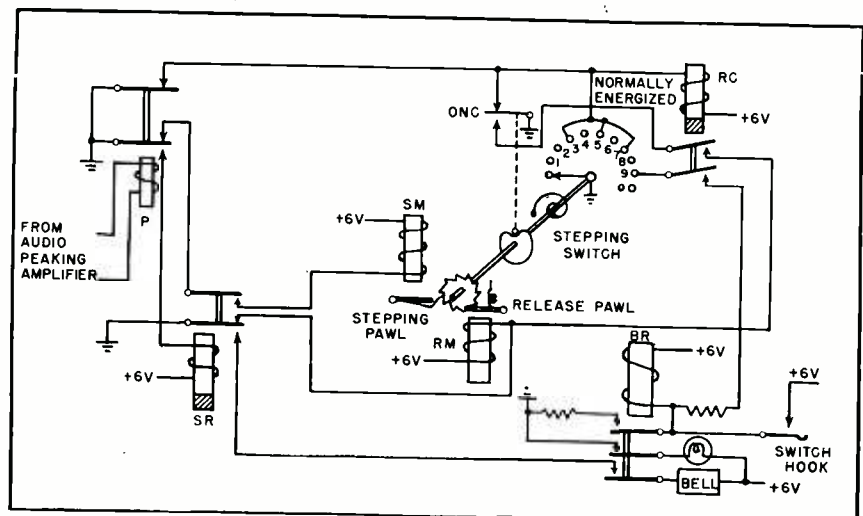 RC
NORMALLY
ENERGIZED
ONC
+6V
1
2
3
4
5
6
7
8
9
P
FROM
AUDIO
PEAKING
AMPLIFIER
SM
+6V
STEPPING
SWITCH
STEPPING
PAWL
RELEASE PAWL
RM
+6V
BR
+6V
+6V
+6V
SR
SWITCH
HOOK
BELL
+6V